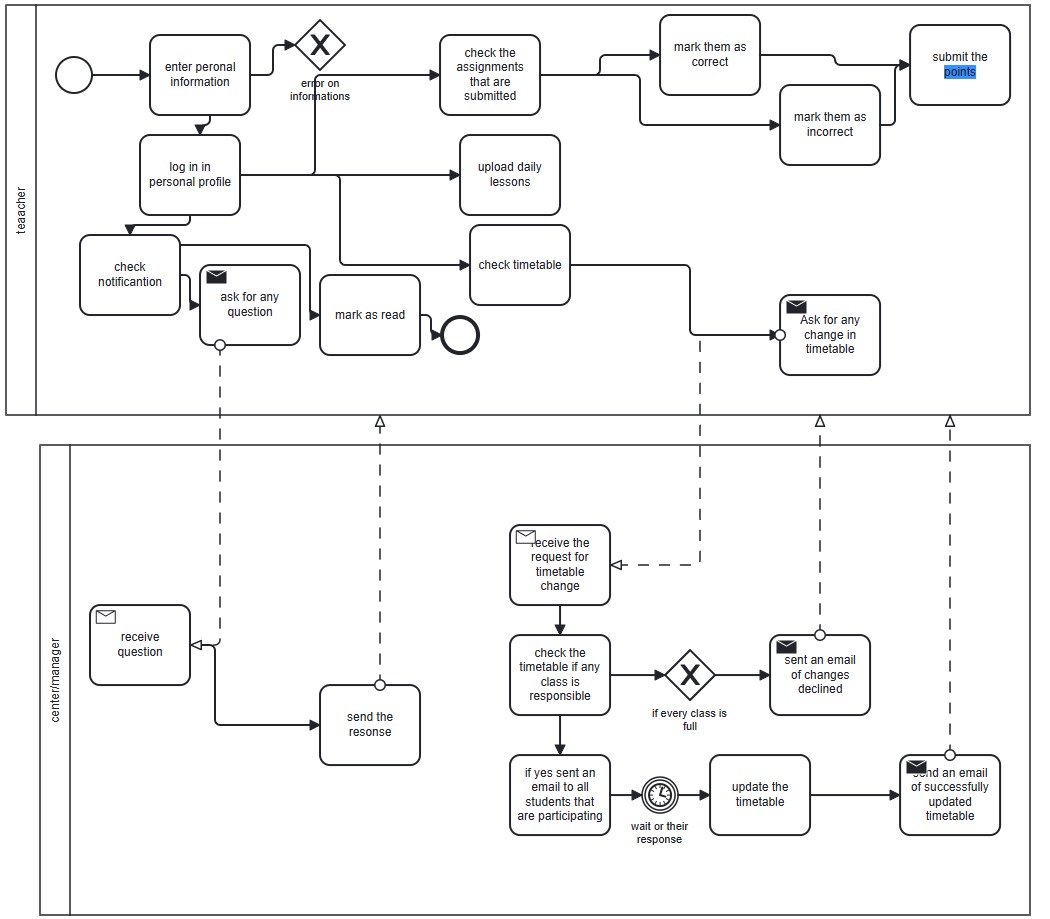 teaacher
enter peronal
information
error on
informations
check the
assignments
that are
submitted
mark them as
correct
mark them as
incorrect
submit the
points
log in in
personal profile
upload daily
lessons
check
notificantion
ask for any
question
mark as read
check timetable
Ask for any
change in
timetable
center/manager
receive
question
send the
resonse
receive the
request for
timetable
change
check the
timetable if any
class is
responsible
if every class is
full
sent an email
of changes
declined
if yes sent an
email to all
students that
are participating
wait or their
response
update the
timetable
send an email
of successfully
updated
timetable